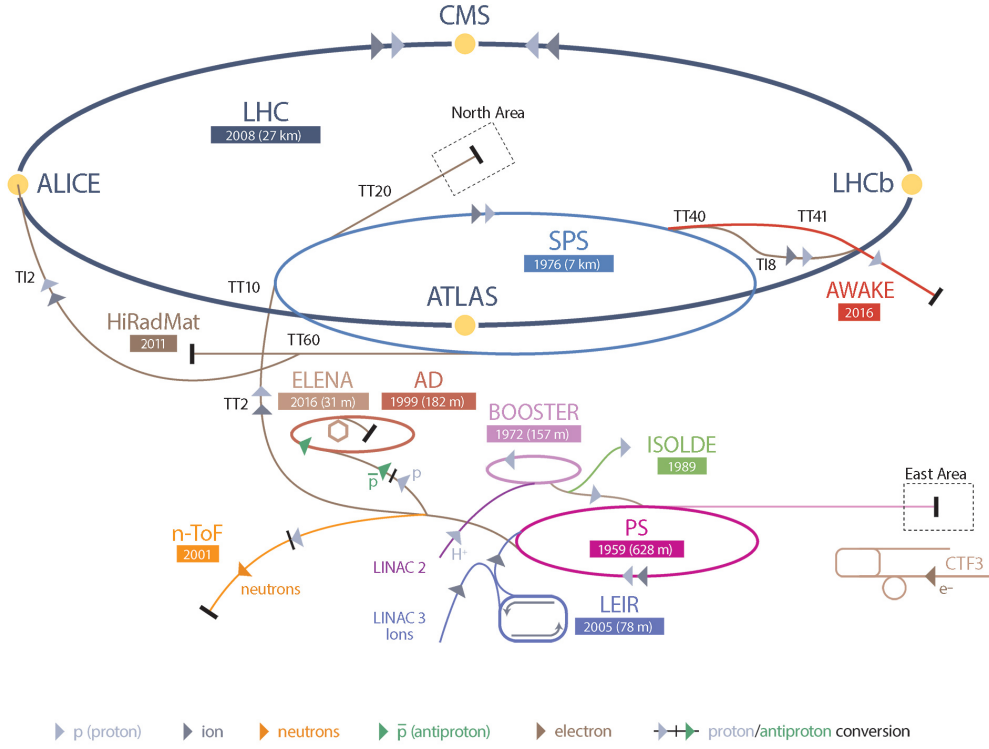 CMS
LHC
2008 (27 km)
North Area
ALICE
LHCb
TT20
TT40
TT41
SPS
1976 (7 km)
TI2
TT10
TI8
ATLAS
AWAKE
2016
HiRadMat
2011
TT60
ELENA
2016 (31 m)
AD
1999 (182 m)
TT2
BOOSTER
1972 (157 m)
ISOLDE
1989
p̅
p
East Area
n-ToF
2001
PS
1959 (628 m)
H⁺
LINAC 2
neutrons
CTF3
e⁻
LINAC 3
Ions
LEIR
2005 (78 m)
p (proton)
ion
neutrons
p̅ (antiproton)
electron
proton/antiproton conversion